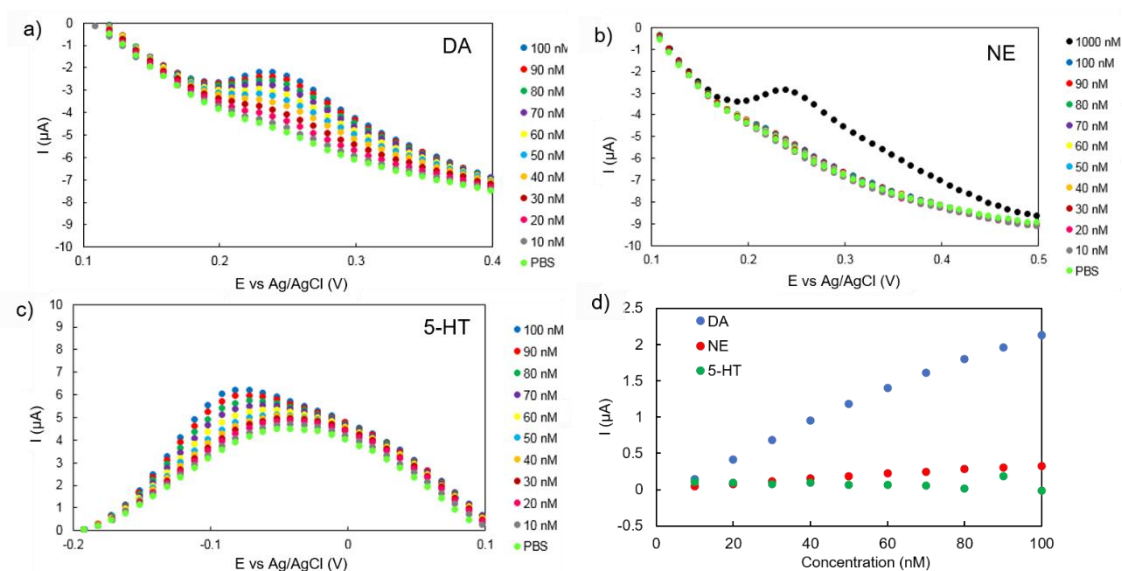 a)
DA
I (µA)
0
-1
-2
-3
-4
-5
-6
-7
-8
-9
-10
0.1
0.2
0.3
0.4
E vs Ag/AgCl (V)
100 nM
90 nM
80 nM
70 nM
60 nM
50 nM
40 nM
30 nM
20 nM
10 nM
PBS
b)
NE
I (µA)
0
-1
-2
-3
-4
-5
-6
-7
-8
-9
-10
0.1
0.2
0.3
0.4
0.5
E vs Ag/AgCl (V)
1000 nM
100 nM
90 nM
80 nM
70 nM
60 nM
50 nM
40 nM
30 nM
20 nM
10 nM
PBS
c)
5-HT
I (µA)
10
9
8
7
6
5
4
3
2
1
0
-0.2
-0.1
0
0.1
E vs Ag/AgCl (V)
100 nM
90 nM
80 nM
70 nM
60 nM
50 nM
40 nM
30 nM
20 nM
10 nM
PBS
d)
DA
NE
5-HT
I (µA)
2.5
2
1.5
1
0.5
0
-0.5
0
20
40
60
80
100
Concentration (nM)